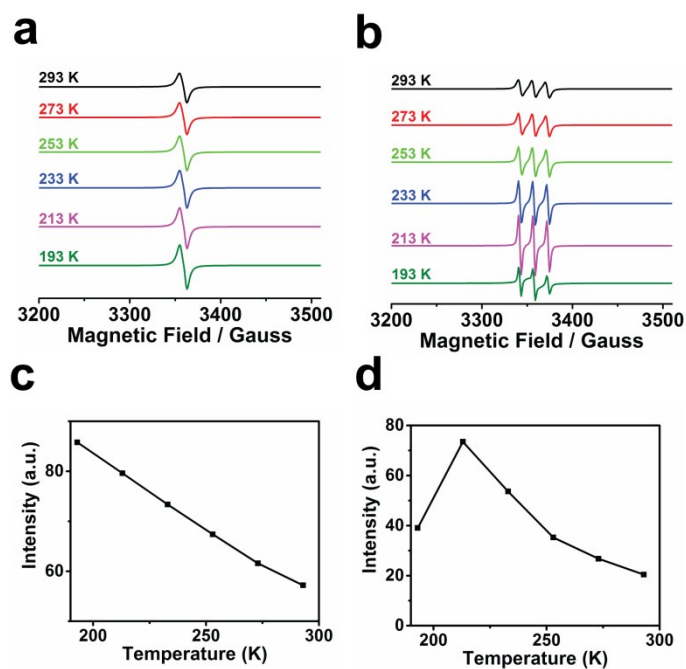 a
293 K
273 K
253 K
233 K
213 K
193 K
3200 3300 3400 3500
Magnetic Field / Gauss
b
293 K
273 K
253 K
233 K
213 K
193 K
3200 3300 3400 3500
Magnetic Field / Gauss
c
Intensity (a.u.)
80
60
200 250 300
Temperature (K)
d
Intensity (a.u.)
80
60
40
20
0
200 250 300
Temperature (K)